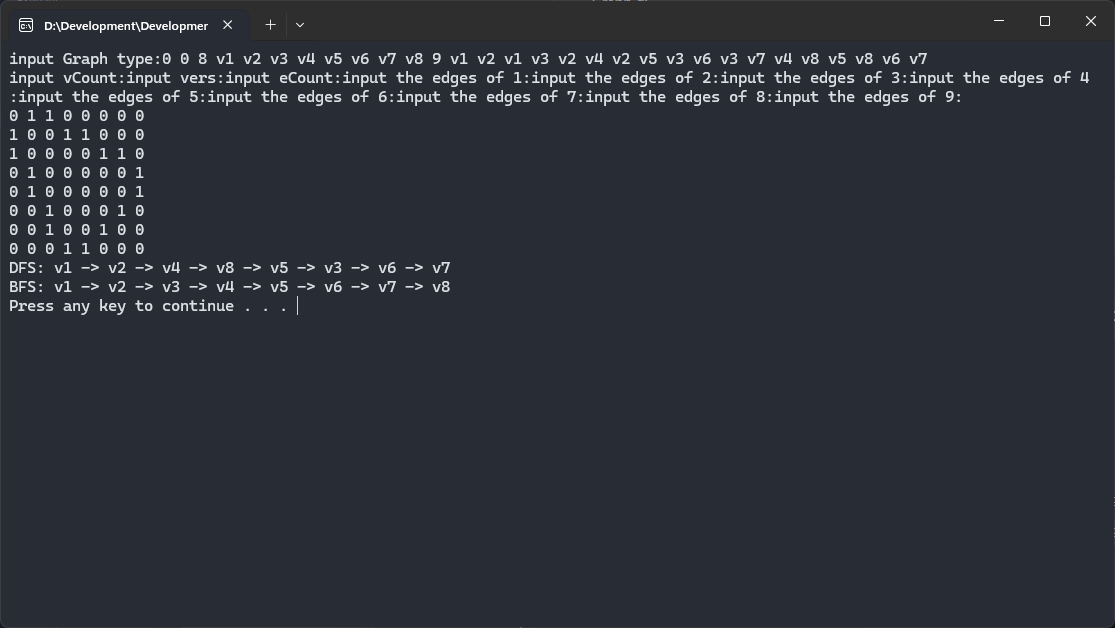 D:\Development\Developmer
input Graph type:0 0 8 v1 v2 v3 v4 v5 v6 v7 v8 9 v1 v2 v1 v3 v2 v4 v2 v5 v3 v6 v3 v7 v4 v8 v5 v8 v6 v7
input vCount:input vers:input eCount:input the edges of 1:input the edges of 2:input the edges of 3:input the edges of 4
:input the edges of 5:input the edges of 6:input the edges of 7:input the edges of 8:input the edges of 9:
0 1 1 0 0 0 0 0
1 0 0 1 1 0 0 0
1 0 0 0 0 1 1 0
0 1 0 0 0 0 0 1
0 1 0 0 0 0 0 1
0 0 1 0 0 0 1 0
0 0 1 0 0 1 0 0
0 0 0 1 1 0 0 0
DFS: v1 -> v2 -> v4 -> v8 -> v5 -> v3 -> v6 -> v7
BFS: v1 -> v2 -> v3 -> v4 -> v5 -> v6 -> v7 -> v8
Press any key to continue . . .